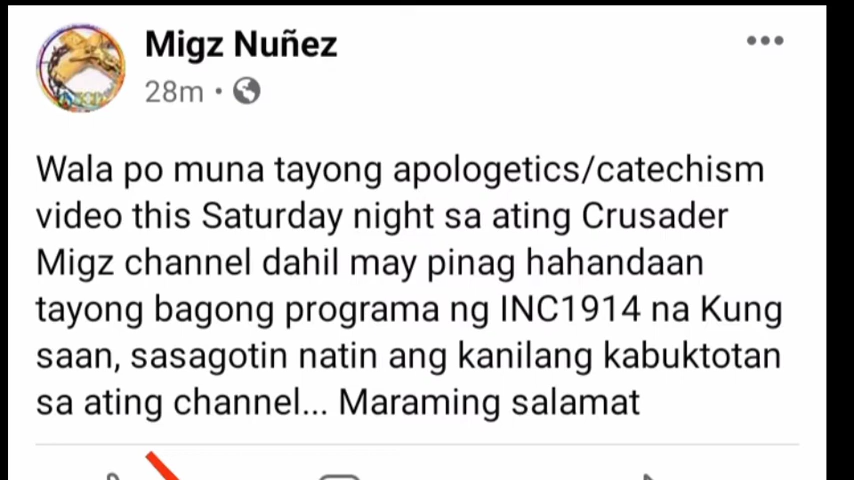 Migz Nuñez
28m
Wala po muna tayong apologetics/catechism
video this Saturday night sa ating Crusader
Migz channel dahil may pinag hahandaan
tayong bagong programa ng INC1914 na Kung
saan, sasagotin natin ang kanilang kabuktotan
sa ating channel... Maraming salamat